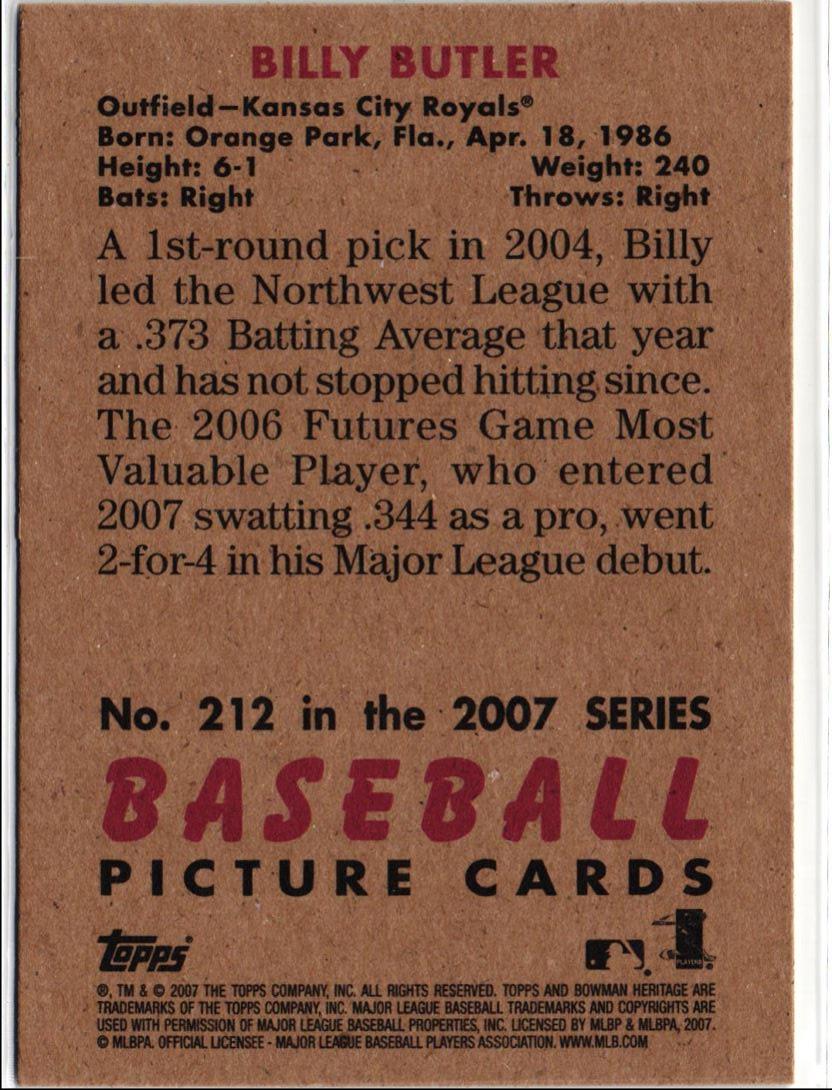 BILLY BUTLER
Outfield—Kansas City Royals®
Born: Orange Park, Fla., Apr. 18, 1986
Height: 6-1 Weight: 240
Bats: Right Throws: Right
A 1st-round pick in 2004, Billy
led the Northwest League with
a .373 Batting Average that year
and has not stopped hitting since.
The 2006 Futures Game Most
Valuable Player, who entered
2007 swatting .344 as a pro, went
2-for-4 in his Major League debut.
No. 212 in the 2007 SERIES
BASEBALL
PICTURE CARDS
Topps
PLAYERS
®, TM & © 2007 THE TOPPS COMPANY, INC. ALL RIGHTS RESERVED. TOPPS AND BOWMAN HERITAGE ARE
TRADEMARKS OF THE TOPPS COMPANY, INC. MAJOR LEAGUE BASEBALL TRADEMARKS AND COPYRIGHTS ARE
USED WITH PERMISSION OF MAJOR LEAGUE BASEBALL PROPERTIES, INC. LICENSED BY MLBP & MLBPA, 2007.
© MLBPA. OFFICIAL LICENSEE - MAJOR LEAGUE BASEBALL PLAYERS ASSOCIATION. WWW.MLB.COM